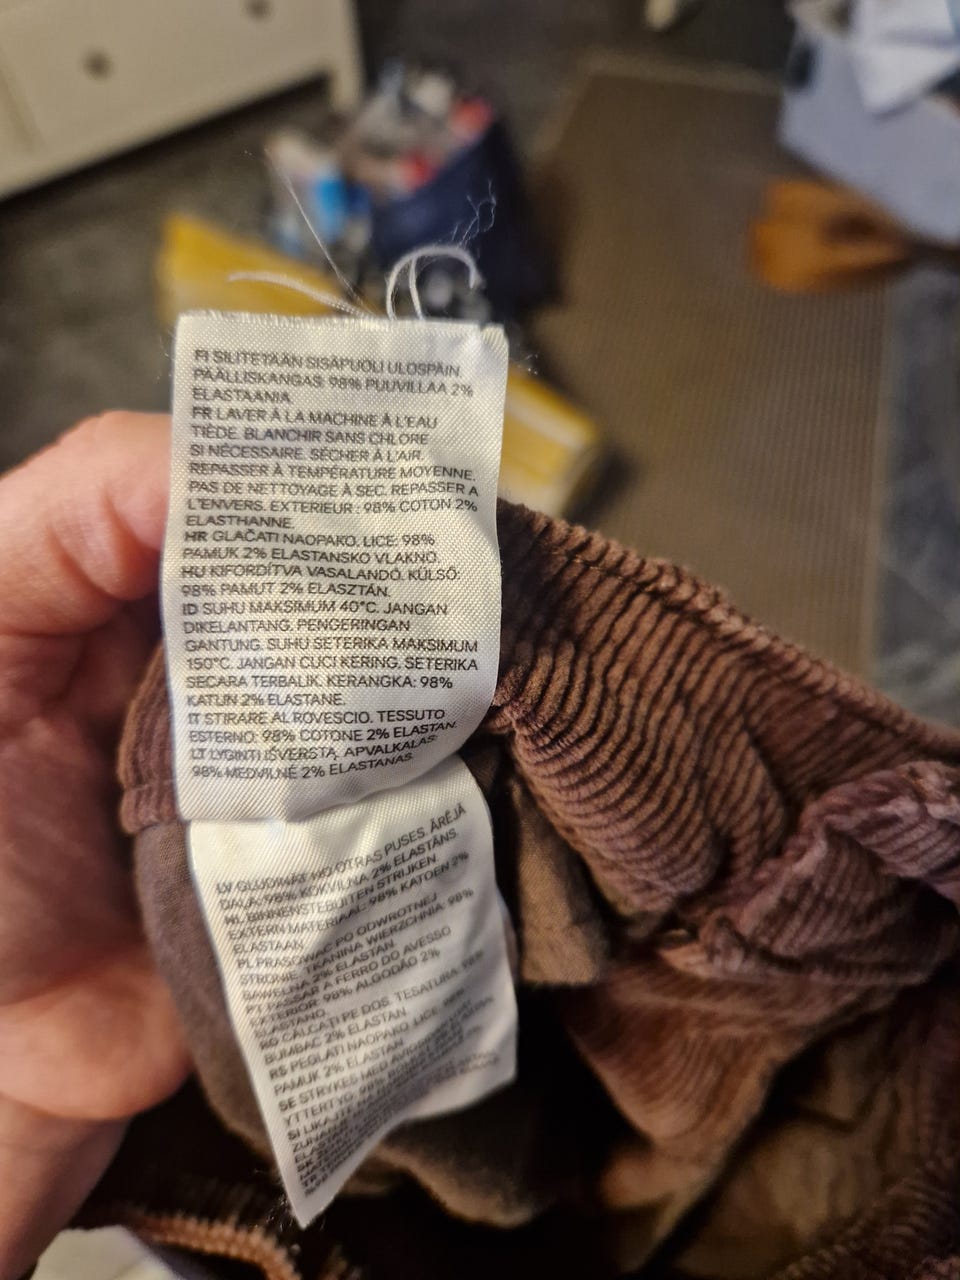 FI SILITETÄÄN SISÄPUOLI ULOSPÄIN.
PÄÄLLISKANGAS: 98% PUUVILLAA 2%
ELASTAANIA
FR LAVER À LA MACHINE À L'EAU
TIÈDE. BLANCHIR SANS CHLORE
SI NÉCESSAIRE. SÉCHER À L'AIR.
REPASSER À TEMPÉRATURE MOYENNE.
PAS DE NETTOYAGE À SEC. REPASSER A
L'ENVERS. EXTERIEUR : 98% COTON 2%
ELASTHANNE.
HR GLAČATI NAOPAKO. LICE: 98%
PAMUK 2% ELASTANSKO VLAKNO.
HU KIFORDÍTVA VASALANDÓ. KÜLSŐ:
98% PAMUT 2% ELASZTÁN.
ID SUHU MAKSIMUM 40°C. JANGAN
DIKELANTANG. PENGERINGAN
GANTUNG. SUHU SETERIKA MAKSIMUM
150°C. JANGAN CUCI KERING. SETERIKA
SECARA TERBALIK. KERANGKA: 98%
KATUN 2% ELASTANE.
IT STIRARE AL ROVESCIO. TESSUTO
ESTERNO: 98% COTONE 2% ELASTAN.
LT LYGINTI IŠVERSTĄ. APVALKALAS:
98% MEDVILNĖ 2% ELASTANAS.
LV GLUDINĀT NO OTRAS PUSES. ĀRĒJĀ
DAĻA: 98% KOKVILNA 2% ELASTĀNS.
NL BINNENSTEBUITEN STRIJKEN
EXTERN MATERIAAL: 98% KATOEN 2%
ELASTAAN
PL PRASOWAĆ PO ODWROTNEJ
STRONIE. TKANINA WIERZCHNIA: 98%
BAWEŁNA 2% ELASTAN.
PT PASSAR A FERRO DO AVESSO
EXTERIOR: 98% ALGODÃO 2%
ELASTANO.
RO CĂLCAȚI PE DOS. ȚESĂTURA: 98%
BUMBAC 2% ELASTAN
RS PEGLATI NAOPAKO. LICE: 98%
PAMUK 2% ELASTAN
SE STRYKES MED
YTTERTYG: 98%
SI LIKAJTE